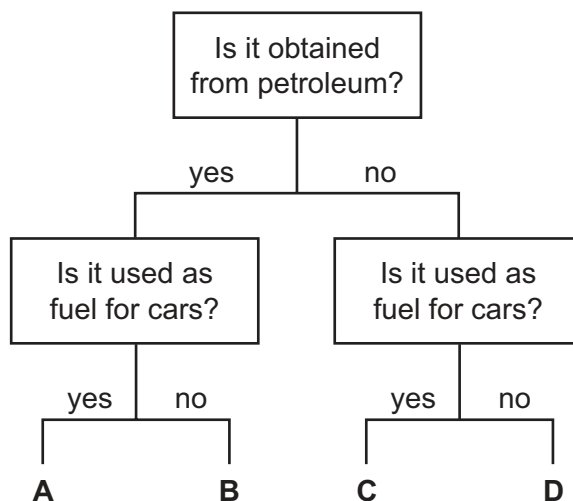 Is it obtained
from petroleum?
yes no
Is it used as
fuel for cars?
Is it used as
fuel for cars?
yes no
yes no
A B C D